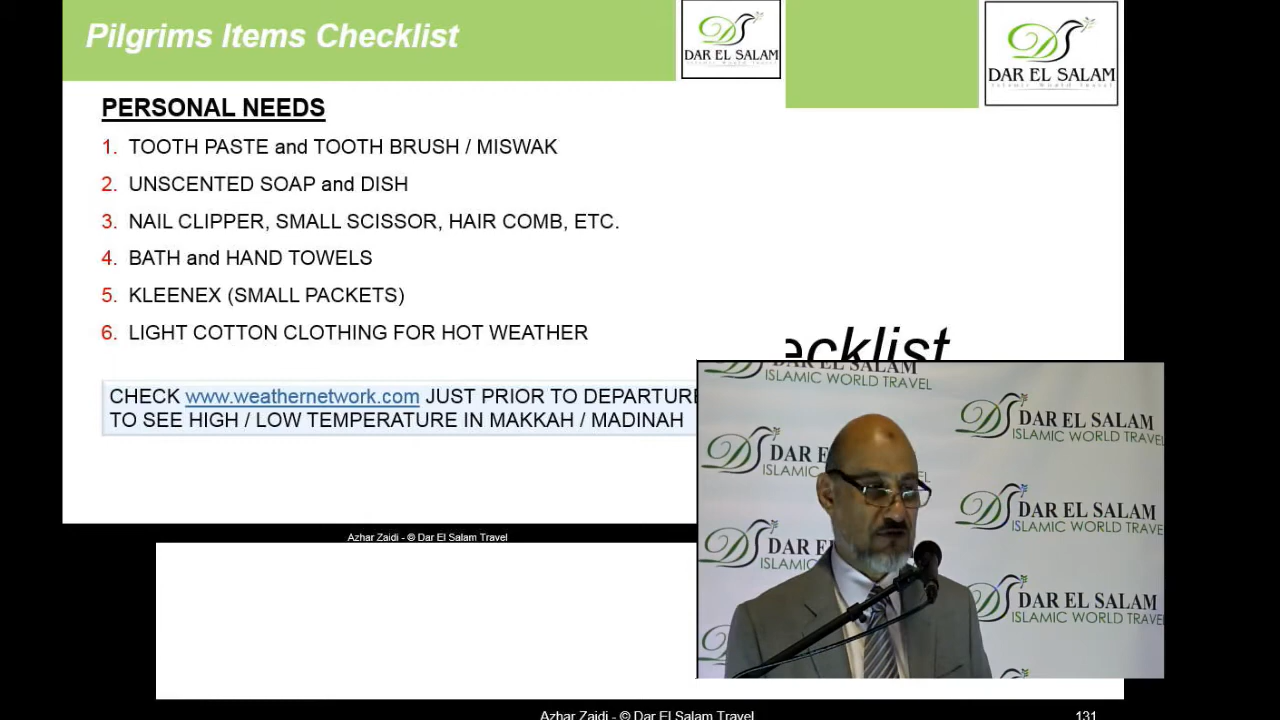 Pilgrims Items Checklist
DAR EL SALAM
Islamic World Travel
DAR EL SALAM
Islamic World Travel
PERSONAL NEEDS
1. TOOTH PASTE and TOOTH BRUSH / MISWAK
2. UNSCENTED SOAP and DISH
3. NAIL CLIPPER, SMALL SCISSOR, HAIR COMB, ETC.
4. BATH and HAND TOWELS
5. KLEENEX (SMALL PACKETS)
6. LIGHT COTTON CLOTHING FOR HOT WEATHER
ecklist
CHECK www.weathernetwork.com JUST PRIOR TO DEPARTURE
TO SEE HIGH / LOW TEMPERATURE IN MAKKAH / MADINAH
DAR EL SALAM
ISLAMIC WORLD TRAVEL
DAR EL SALAM
ISLAMIC WORLD TRAVEL
DAR E
ISLAMIC
DAR EL SALAM
ISLAMIC WORLD TRAVE
DAR E
ISLAMIC
DAR EL SALAM
ISLAMIC WORLD TRAVE
Azhar Zaidi - © Dar El Salam Travel
Azhar Zaidi - © Dar El Salam Travel
131